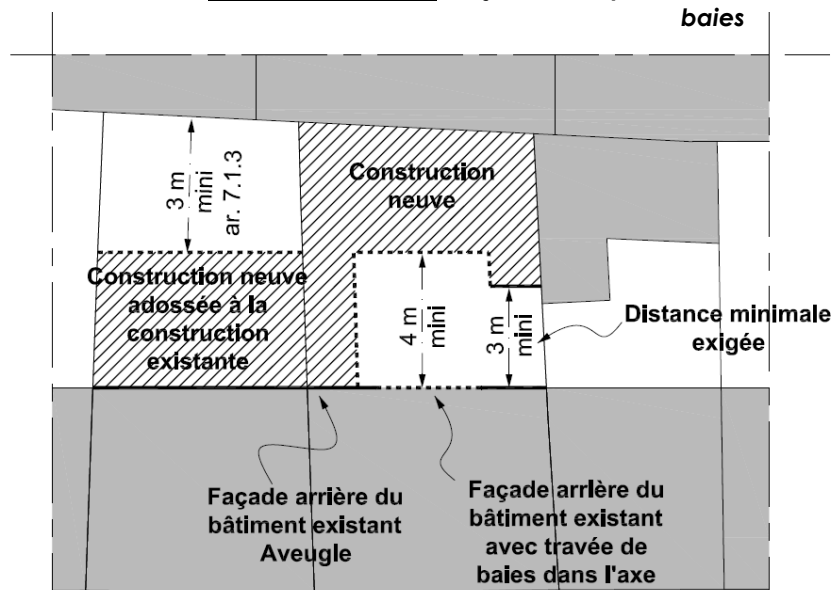 baies
3 m
mini
ar. 7.1.3
Construction
neuve
Construction neuve
adossée à la
construction
existante
4 m
mini
3 m
mini
Distance minimale
exigée
Façade arrière du
bâtiment existant
Aveugle
Façade arrière du
bâtiment existant
avec travée de
baies dans l'axe